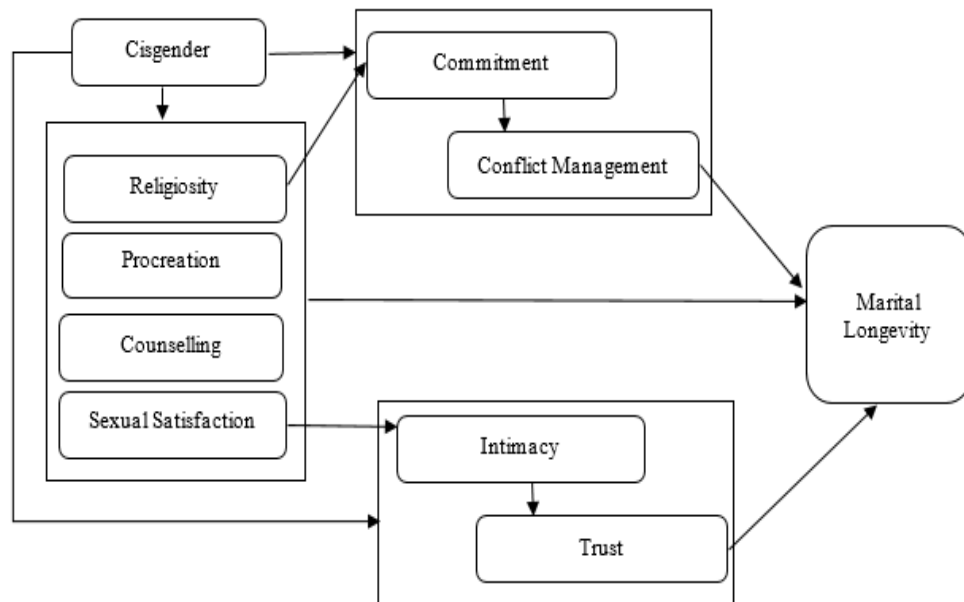 Cisgender
Commitment
Conflict Management
Religiosity
Procreation
Counselling
Sexual Satisfaction
Marital
Longevity
Intimacy
Trust